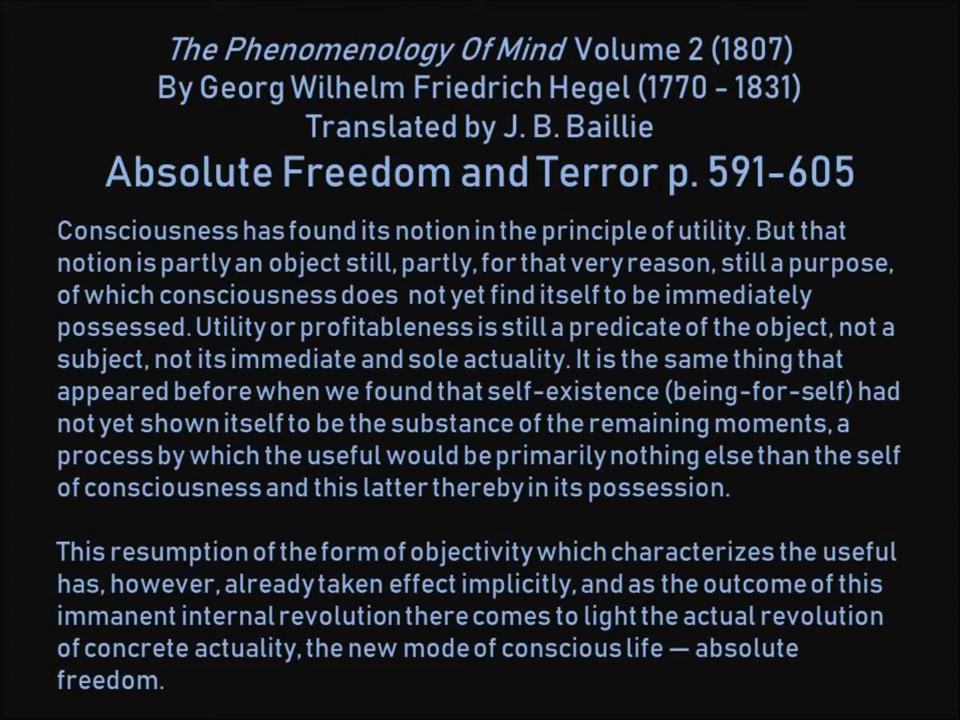 The Phenomenology Of Mind Volume 2 (1807)
By Georg Wilhelm Friedrich Hegel (1770 - 1831)
Translated by J. B. Baillie
Absolute Freedom and Terror p. 591-605
Consciousness has found its notion in the principle of utility. But that
notion is partly an object still, partly, for that very reason, still a purpose,
of which consciousness does not yet find itself to be immediately
possessed. Utility or profitableness is still a predicate of the object, not a
subject, not its immediate and sole actuality. It is the same thing that
appeared before when we found that self-existence (being-for-self) had
not yet shown itself to be the substance of the remaining moments, a
process by which the useful would be primarily nothing else than the self
of consciousness and this latter thereby in its possession.
This resumption of the form of objectivity which characterizes the useful
has, however, already taken effect implicitly, and as the outcome of this
immanent internal revolution there comes to light the actual revolution
of concrete actuality, the new mode of conscious life — absolute
freedom.